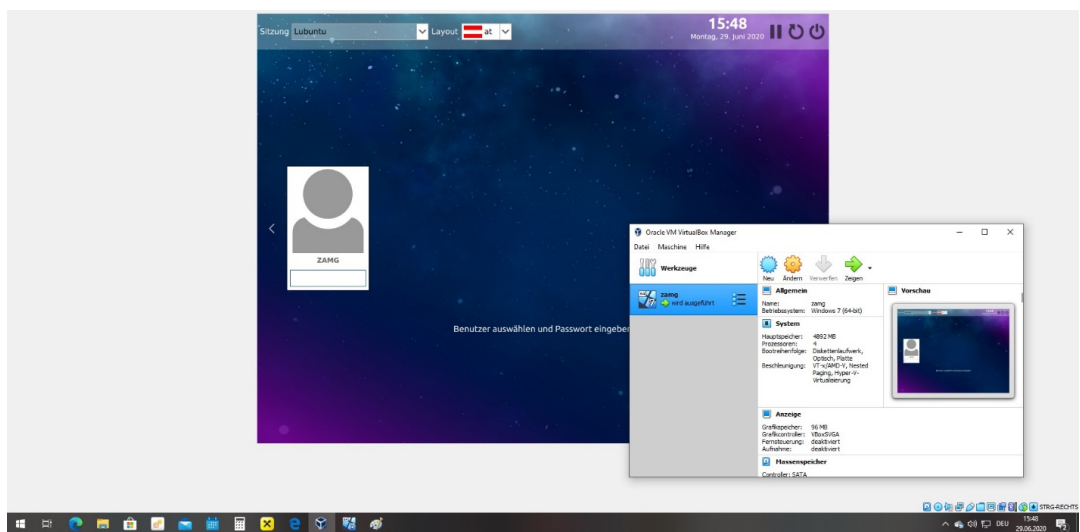 Sitzung Lubuntu Layout at
15:48
Montag, 29. Juni 2020
ZAMG
Benutzer auswählen und Passwort eingeben
Oracle VM VirtualBox Manager
Datei Maschine Hilfe
Werkzeuge
Neu Ändern Verwerfen Zeigen
zamg
wird ausgeführt
Allgemein
Name: zamg
Betriebssystem: Windows 7 (64-bit)
System
Hauptspeicher: 4892 MB
Prozessoren: 4
Bootreihenfolge: Diskettenlaufwerk,
Optisch, Platte
Beschleunigung: VT-x/AMD-V, Nested
Paging, Hyper-V-
Virtualisierung
Vorschau
Anzeige
Grafikspeicher: 96 MB
Grafikcontroller: VBoxSVGA
Fernsteuerung: deaktiviert
Aufnahme: deaktiviert
Massenspeicher
Controller: SATA
STRG-RECHTS
DEU
15:48
29.06.2020